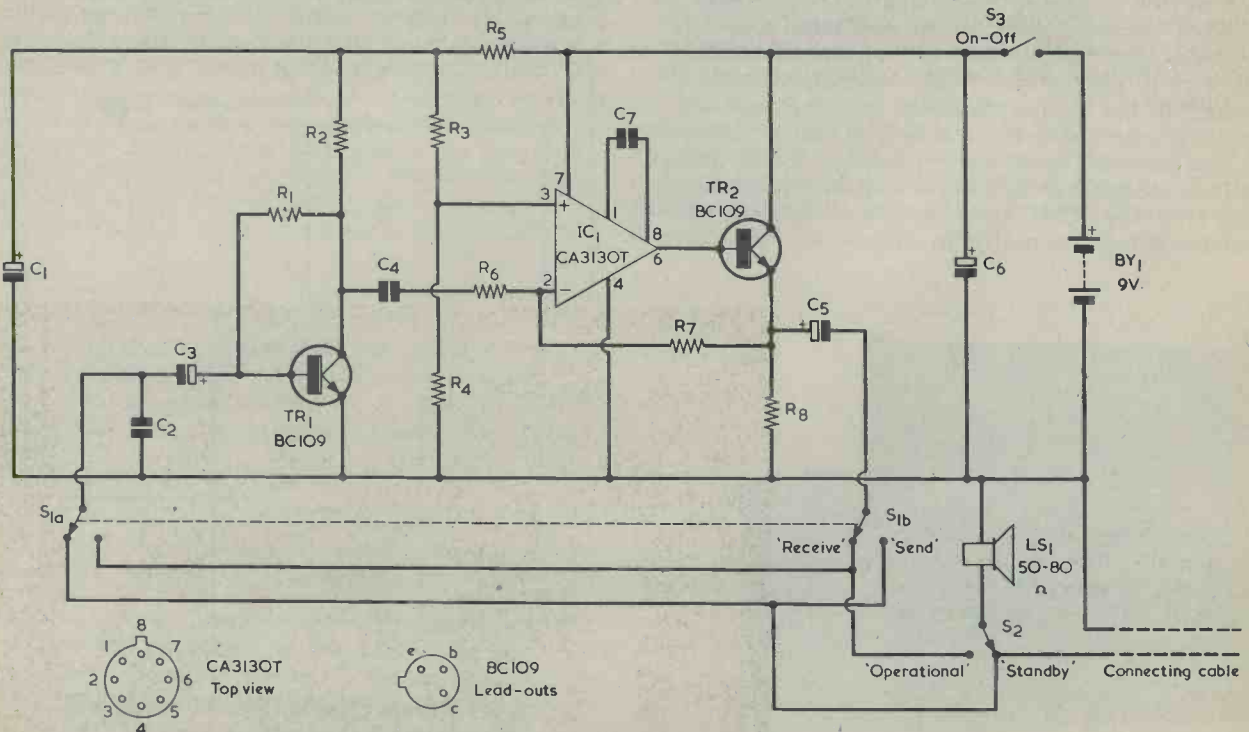 S3
On-Off
R5
R2
R3
C7
R1
7
3
+
1
IC1
CA3130T
8
6
2
−
4
TR2
BC109
+
C1
C4
R6
+
C6
+
BY1
9V.
+
C5
R7
C3
+
R4
R8
C2
TR1
BC109
S1a
S1b
'Receive'
'Send'
LS1
50-80
Ω
S2
'Operational'
'Standby'
Connecting cable
8
1
7
2
6
3
5
4
CA3130T
Top view
e
b
c
BC109
Lead-outs